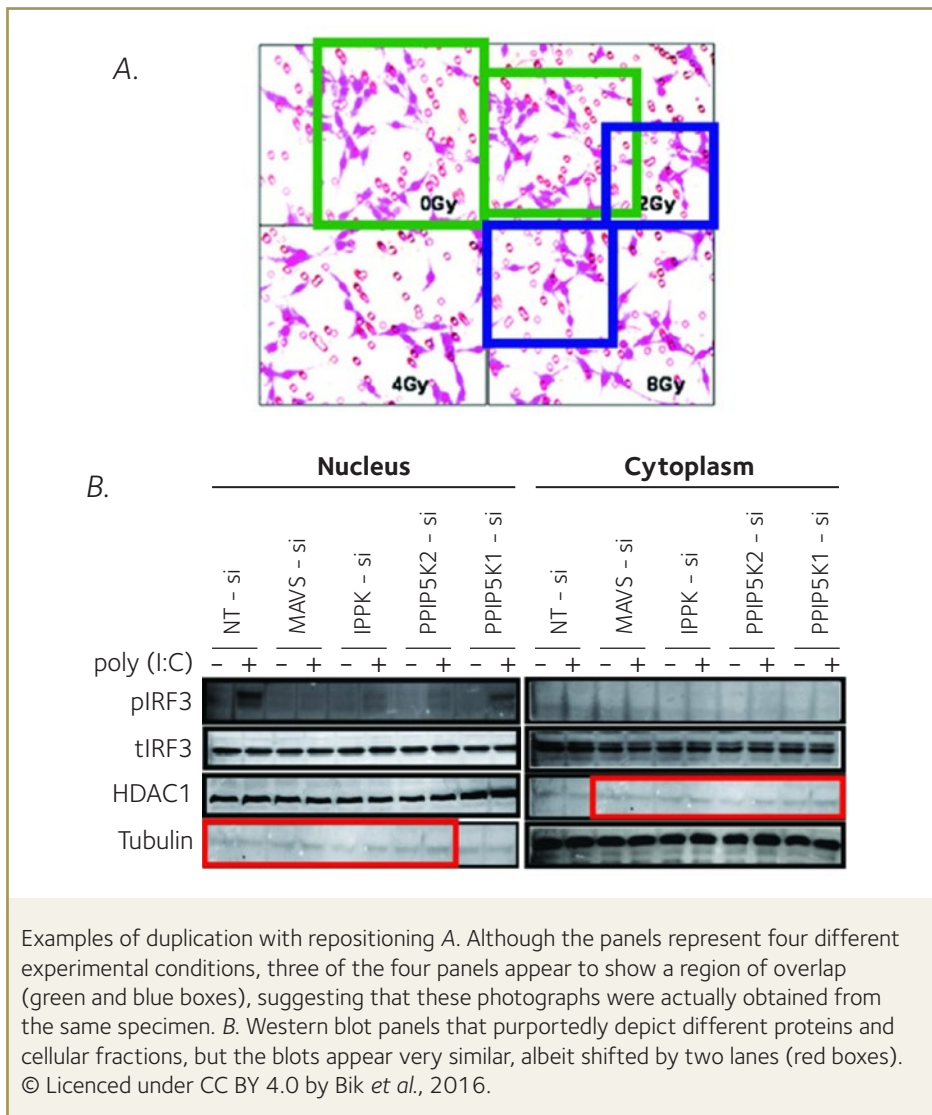 A.
0Gy
2Gy
4Gy
8Gy
B.
Nucleus
Cytoplasm
NT – si
MAVS – si
IPPK – si
PPIP5K2 – si
PPIP5K1 – si
NT – si
MAVS – si
IPPK – si
PPIP5K2 – si
PPIP5K1 – si
poly (I:C) – + – + – + – + – + – + – + – + – + – +
pIRF3
tIRF3
HDAC1
Tubulin
Examples of duplication with repositioning A. Although the panels represent four different
experimental conditions, three of the four panels appear to show a region of overlap
(green and blue boxes), suggesting that these photographs were actually obtained from
the same specimen. B. Western blot panels that purportedly depict different proteins and
cellular fractions, but the blots appear very similar, albeit shifted by two lanes (red boxes).
© Licenced under CC BY 4.0 by Bik et al., 2016.